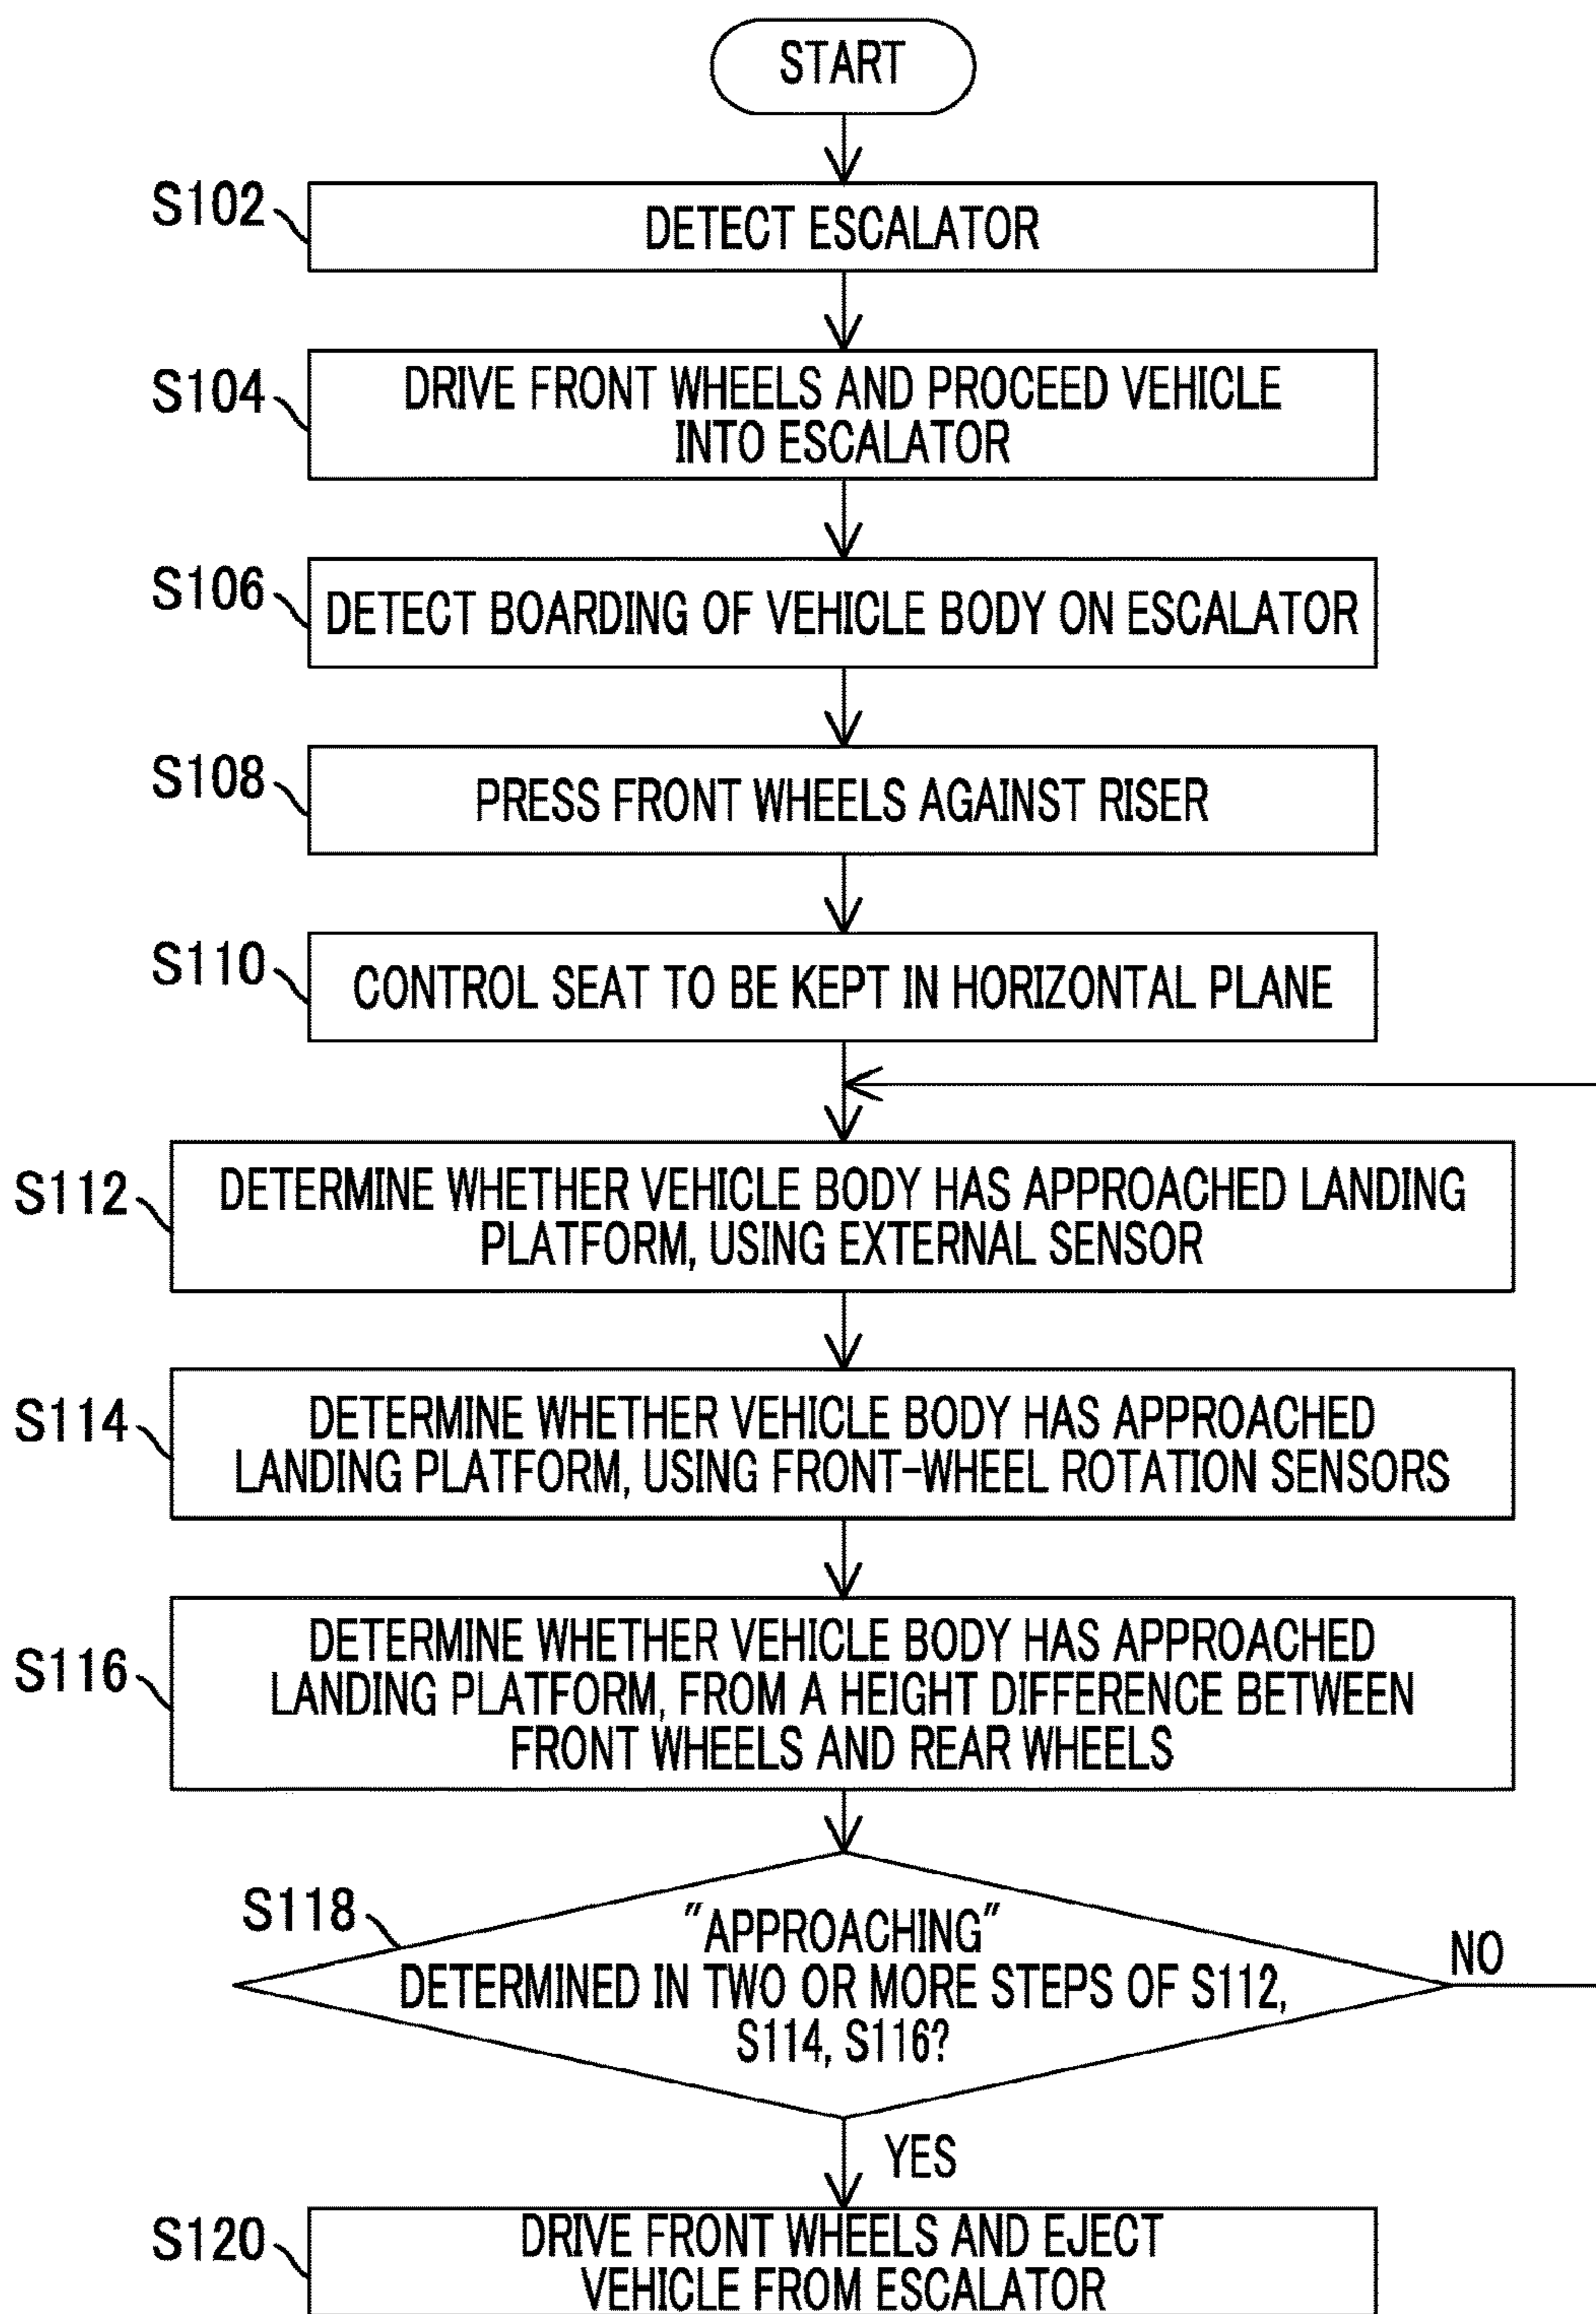 START
S102
DETECT ESCALATOR
S104
DRIVE FRONT WHEELS AND PROCEED VEHICLE
INTO ESCALATOR
S106
DETECT BOARDING OF VEHICLE BODY ON ESCALATOR
S108
PRESS FRONT WHEELS AGAINST RISER
S110
CONTROL SEAT TO BE KEPT IN HORIZONTAL PLANE
S112
DETERMINE WHETHER VEHICLE BODY HAS APPROACHED LANDING
PLATFORM, USING EXTERNAL SENSOR
S114
DETERMINE WHETHER VEHICLE BODY HAS APPROACHED
LANDING PLATFORM, USING FRONT-WHEEL ROTATION SENSORS
S116
DETERMINE WHETHER VEHICLE BODY HAS APPROACHED
LANDING PLATFORM, FROM A HEIGHT DIFFERENCE BETWEEN
FRONT WHEELS AND REAR WHEELS
S118
"APPROACHING"
DETERMINED IN TWO OR MORE STEPS OF S112,
S114, S116?
NO
YES
S120
DRIVE FRONT WHEELS AND EJECT
VEHICLE FROM ESCALATOR